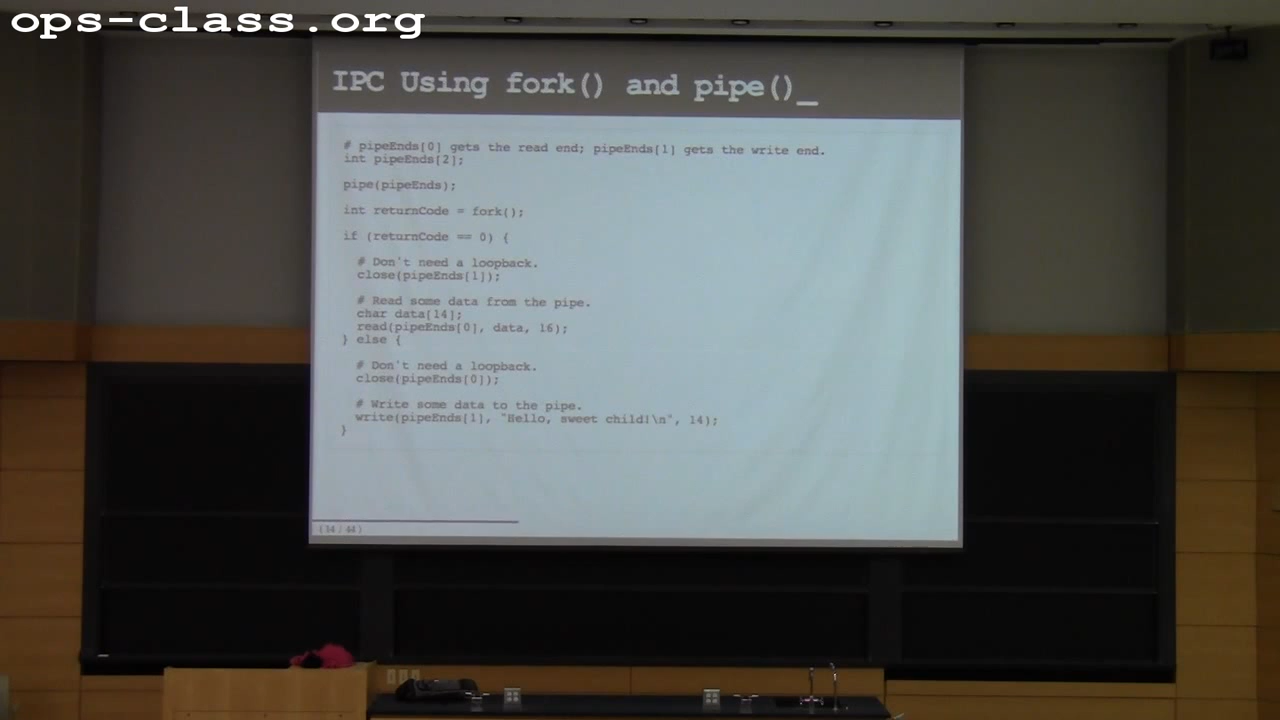 ops-class.org
IPC Using fork() and pipe()_
# pipeEnds[0] gets the read end; pipeEnds[1] gets the write end.
int pipeEnds[2];
pipe(pipeEnds);
int returnCode = fork();
if (returnCode == 0) {
# Don't need a loopback.
close(pipeEnds[1]);
# Read some data from the pipe.
char data[14];
read(pipeEnds[0], data, 16);
} else {
# Don't need a loopback.
close(pipeEnds[0]);
# Write some data to the pipe.
write(pipeEnds[1], "Hello, sweet child!\n", 14);
}
(14 / 44)